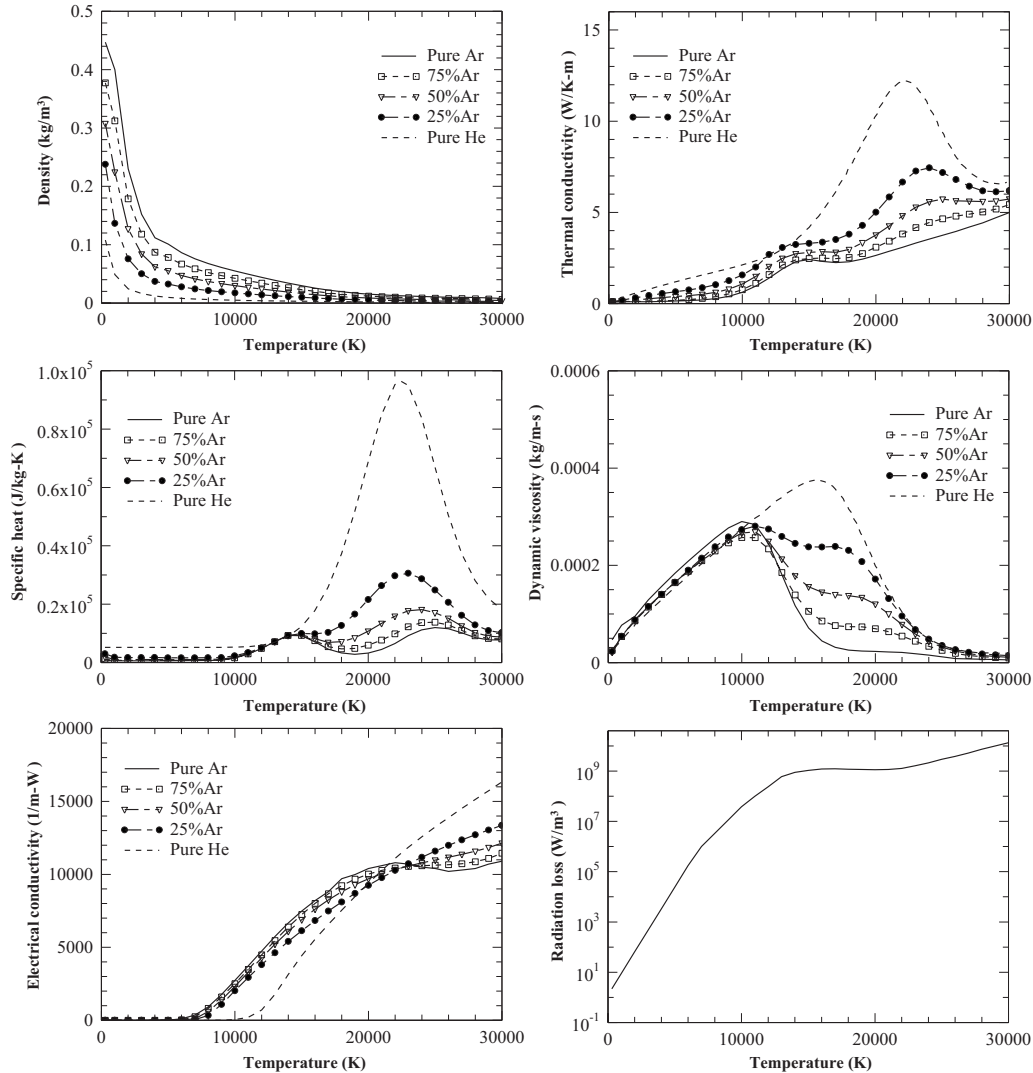 0.5
0.4
0.3
0.2
0.1
0
Density (kg/m³)
Pure Ar
75%Ar
50%Ar
25%Ar
Pure He
0 10000 20000 30000
Temperature (K)
15
10
5
0
Thermal conductivity (W/K-m)
Pure Ar
75%Ar
50%Ar
25%Ar
Pure He
0 10000 20000 30000
Temperature (K)
1.0x10⁵
0.8x10⁵
0.6x10⁵
0.4x10⁵
0.2x10⁵
0
Specific heat (J/kg-K)
Pure Ar
75%Ar
50%Ar
25%Ar
Pure He
0 10000 20000 30000
Temperature (K)
0.0006
0.0004
0.0002
0
Dynamic viscosity (kg/m-s)
Pure Ar
75%Ar
50%Ar
25%Ar
Pure He
0 10000 20000 30000
Temperature (K)
20000
15000
10000
5000
0
Electrical conductivity (1/m-W)
Pure Ar
75%Ar
50%Ar
25%Ar
Pure He
0 10000 20000 30000
Temperature (K)
10⁹
10⁷
10⁵
10³
10¹
10⁻¹
Radiation loss (W/m³)
0 10000 20000 30000
Temperature (K)